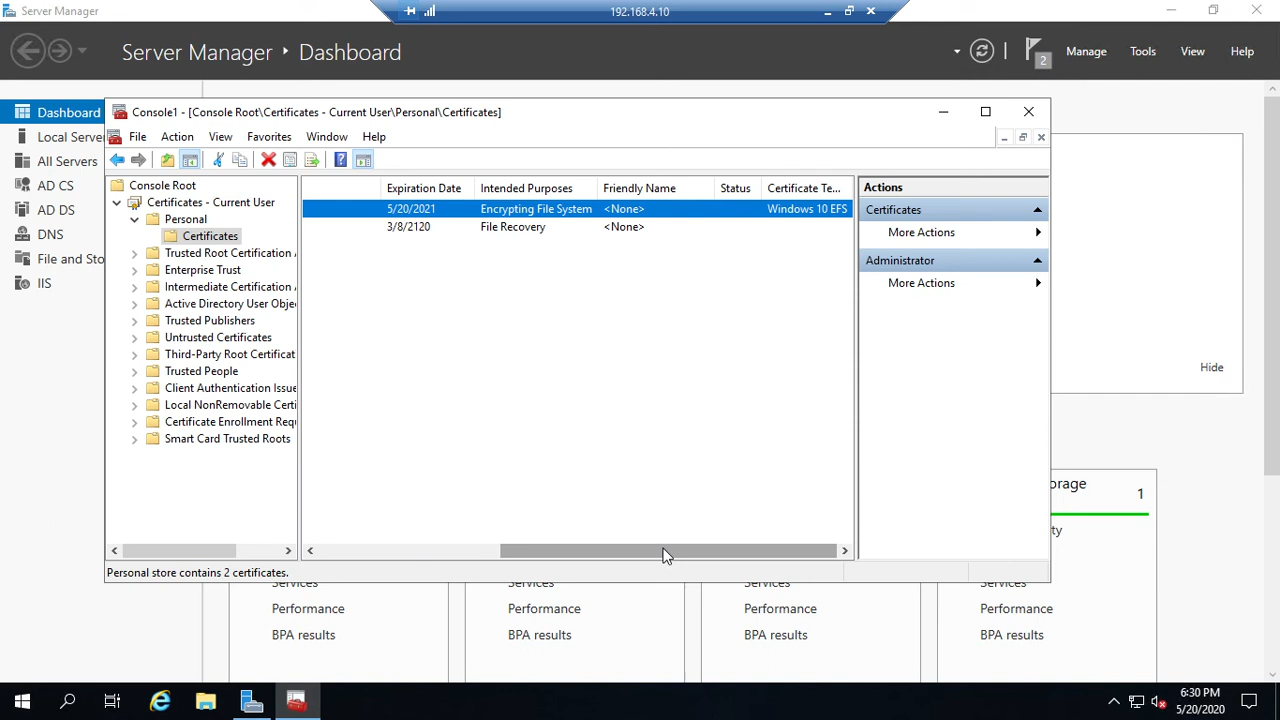 Server Manager
192.168.4.10
Server Manager ‣ Dashboard
2
Manage
Tools
View
Help
Dashboard
Local Serve
All Servers
AD CS
AD DS
DNS
File and Sto
IIS
Console1 - [Console Root\Certificates - Current User\Personal\Certificates]
File
Action
View
Favorites
Window
Help
Console Root
Certificates - Current User
Personal
Certificates
Trusted Root Certification
Enterprise Trust
Intermediate Certification
Active Directory User Obje
Trusted Publishers
Untrusted Certificates
Third-Party Root Certificat
Trusted People
Client Authentication Issue
Local NonRemovable Certi
Certificate Enrollment Requ
Smart Card Trusted Roots
Expiration Date
Intended Purposes
Friendly Name
Status
Certificate Te...
5/20/2021
Encrypting File System
<None>
Windows 10 EFS
3/8/2120
File Recovery
<None>
Actions
Certificates
More Actions
Administrator
More Actions
Personal store contains 2 certificates.
Hide
orage
1
ty
Services
Services
Services
Services
Performance
Performance
Performance
Performance
BPA results
BPA results
BPA results
BPA results
6:30 PM
5/20/2020